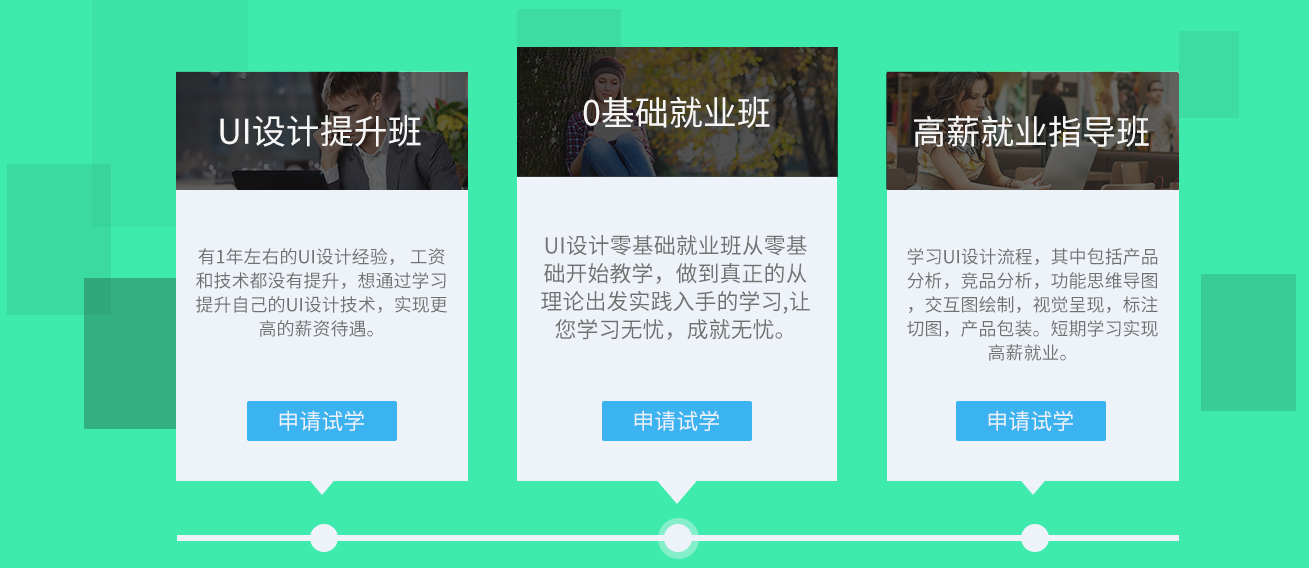 UI设计提升班
有1年左右的UI设计经验， 工资
和技术都没有提升，想通过学习
提升自己的UI设计技术，实现更
高的薪资待遇。
申请试学
0基础就业班
UI设计零基础就业班从零基
础开始教学，做到真正的从
理论出发实践入手的学习,让
您学习无忧，成就无忧。
申请试学
高薪就业指导班
学习UI设计流程，其中包括产品
分析，竞品分析，功能思维导图
，交互图绘制，视觉呈现，标注
切图，产品包装。短期学习实现
高薪就业。
申请试学